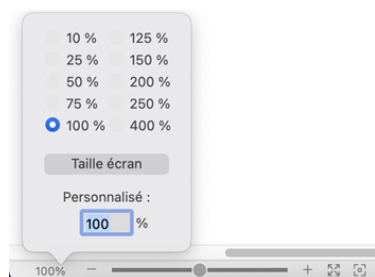 10 % 125 %
25 % 150 %
50 % 200 %
75 % 250 %
100 % 400 %
Taille écran
Personnalisé :
100 %
100% − +